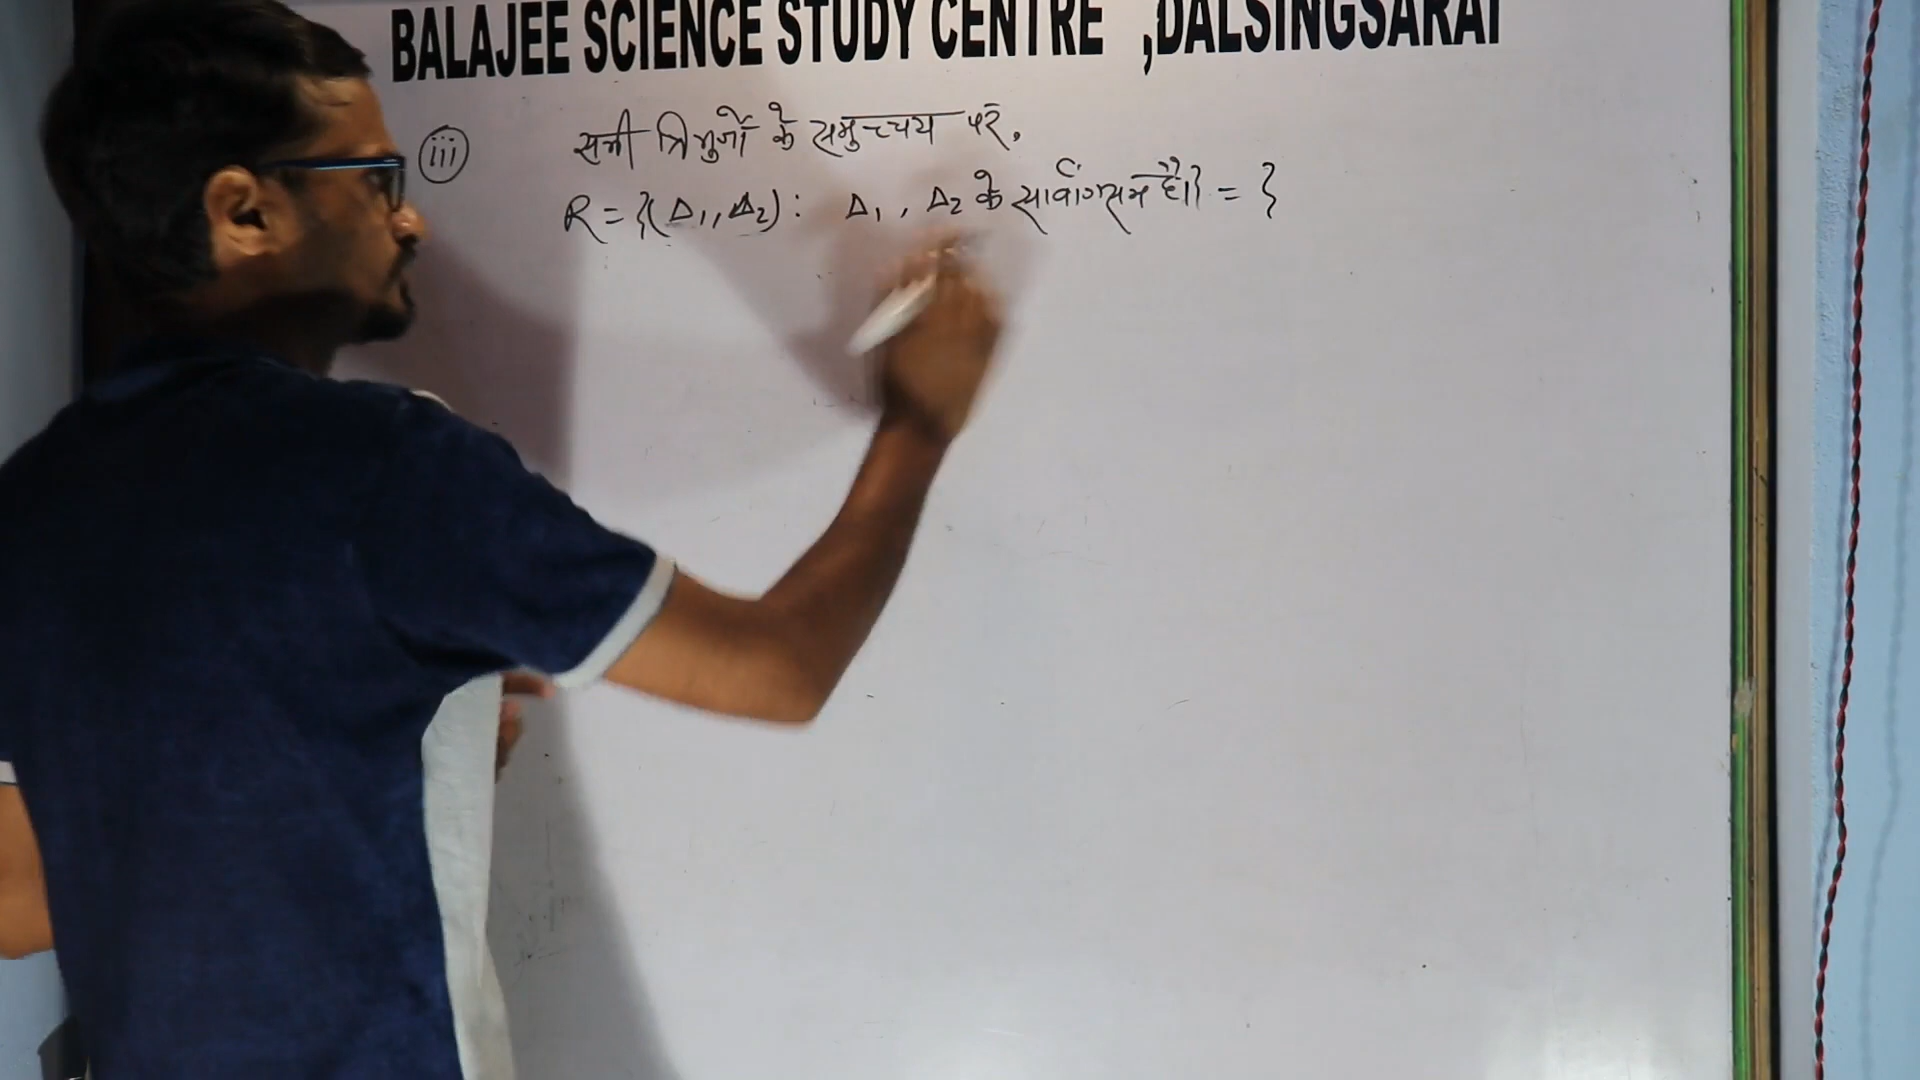 BALAJEE SCIENCE STUDY CENTRE ,DALSINGSARAI
(iii) सभी त्रिभुजों के समुच्चय पर,
R = {(Δ₁, Δ₂) : Δ₁, Δ₂ के सर्वांगसम है।} = {